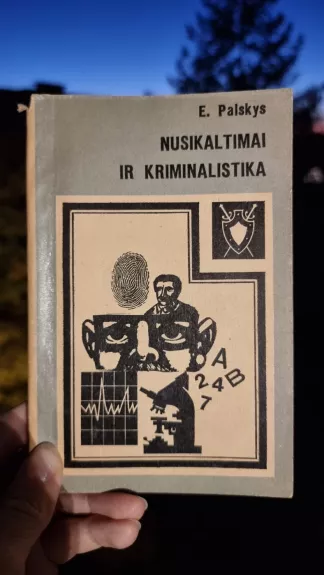 E. Palskys
NUSIKALTIMAI
IR KRIMINALISTIKA
A
24B
7